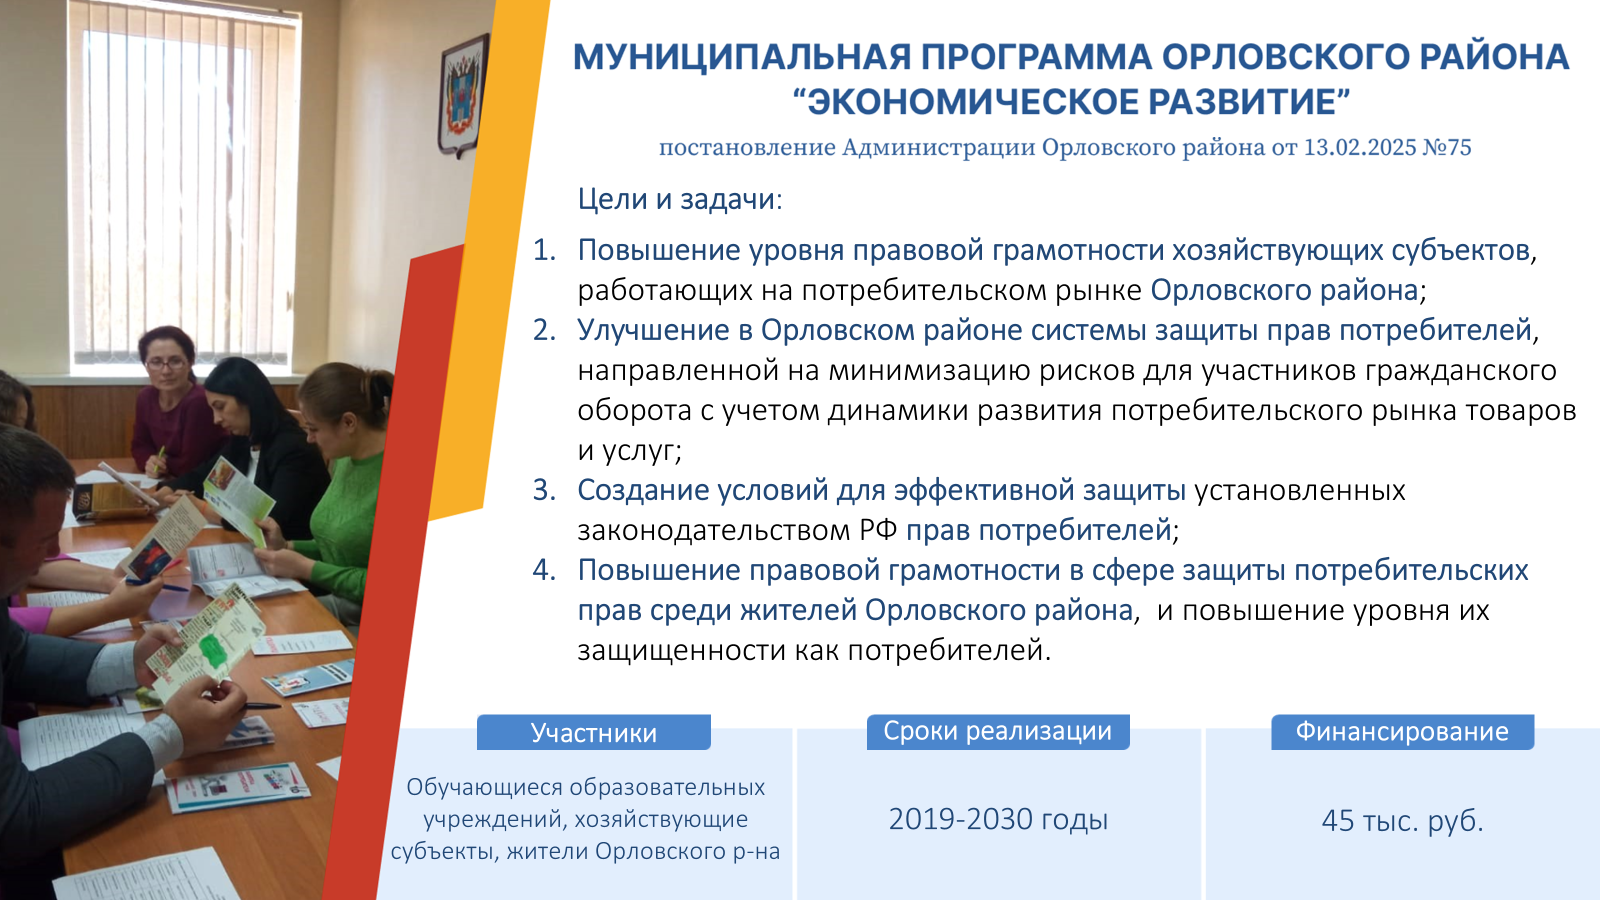 МУНИЦИПАЛЬНАЯ ПРОГРАММА ОРЛОВСКОГО РАЙОНА
“ЭКОНОМИЧЕСКОЕ РАЗВИТИЕ”
постановление Администрации Орловского района от 13.02.2025 №75
Цели и задачи:
1. Повышение уровня правовой грамотности хозяйствующих субъектов,
работающих на потребительском рынке Орловского района;
2. Улучшение в Орловском районе системы защиты прав потребителей,
направленной на минимизацию рисков для участников гражданского
оборота с учетом динамики развития потребительского рынка товаров
и услуг;
3. Создание условий для эффективной защиты установленных
законодательством РФ прав потребителей;
4. Повышение правовой грамотности в сфере защиты потребительских
прав среди жителей Орловского района, и повышение уровня их
защищенности как потребителей.
Участники
Обучающиеся образовательных
учреждений, хозяйствующие
субъекты, жители Орловского р-на
Сроки реализации
2019-2030 годы
Финансирование
45 тыс. руб.